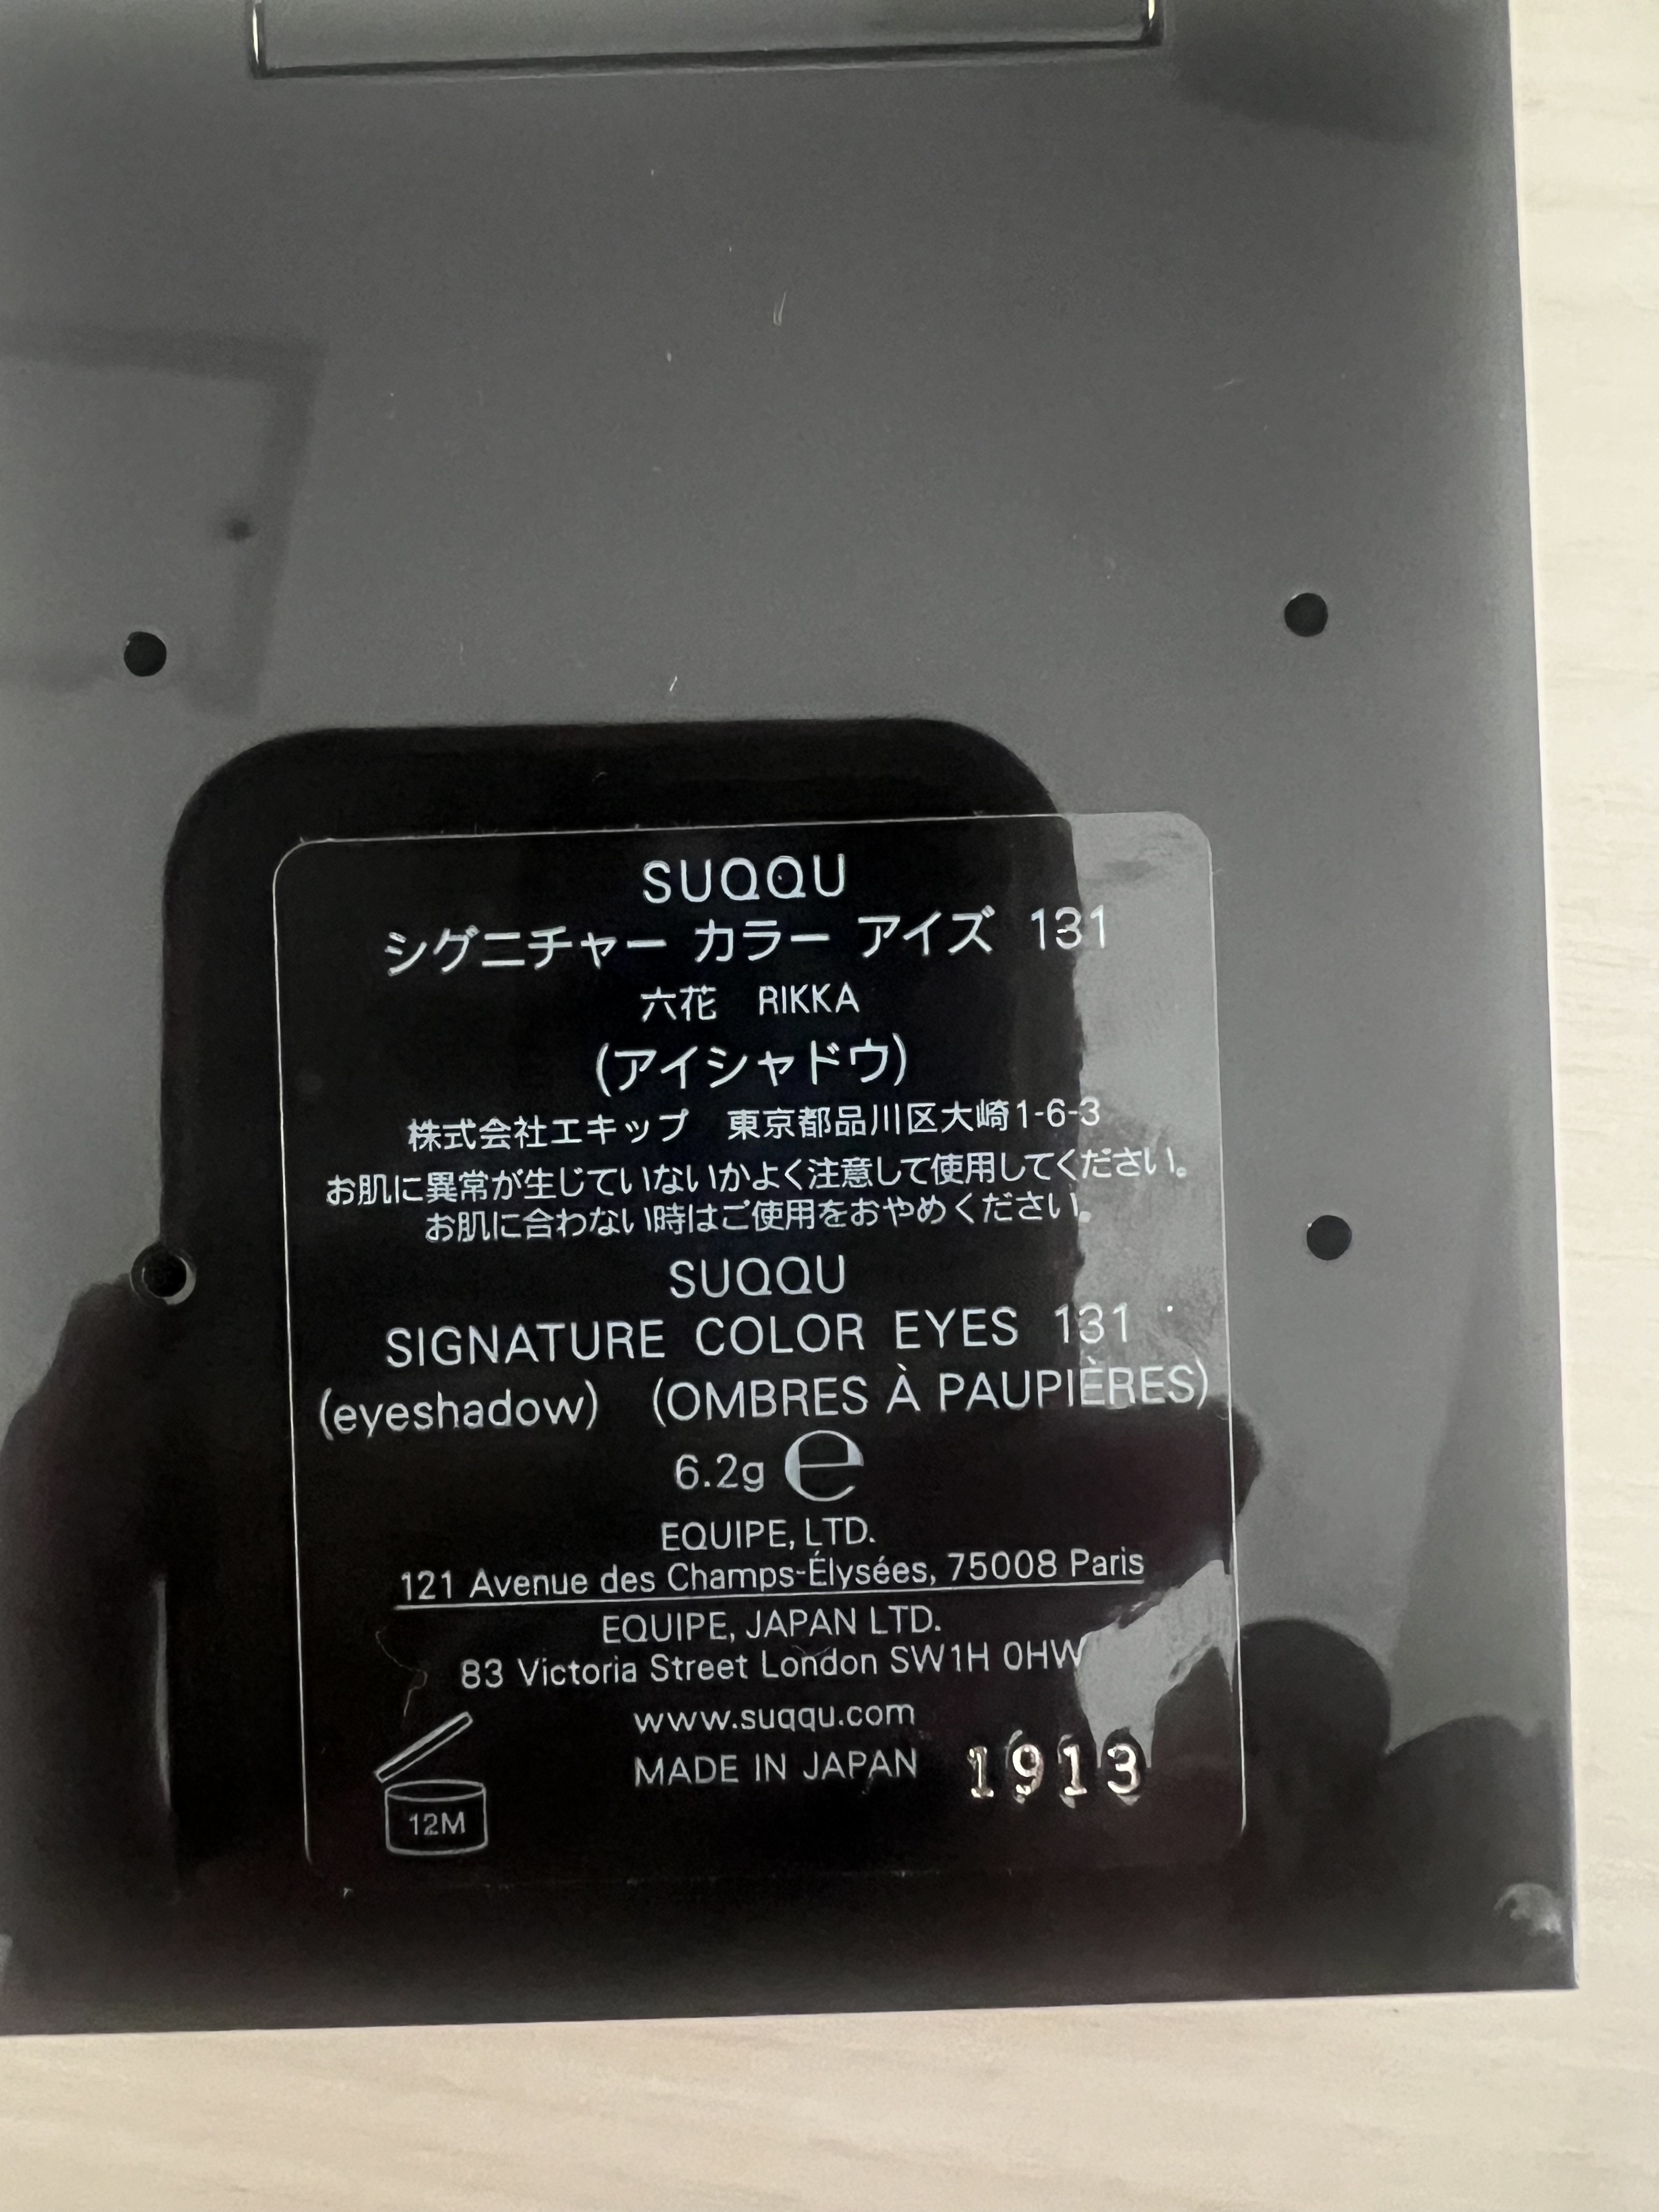 SUQQU
シグニチャー カラー アイズ 131
六花 RIKKA
(アイシャドウ)
株式会社エキップ 東京都品川区大崎1-6-3
お肌に異常が生じていないかよく注意して使用してください。
お肌に合わない時はご使用をおやめください。
SUQQU
SIGNATURE COLOR EYES 131
(eyeshadow) (OMBRES À PAUPIÈRES)
6.2g ℮
EQUIPE, LTD.
121 Avenue des Champs-Élysées, 75008 Paris
EQUIPE, JAPAN LTD.
83 Victoria Street London SW1H 0HW
www.suqqu.com
MADE IN JAPAN 1913
12M